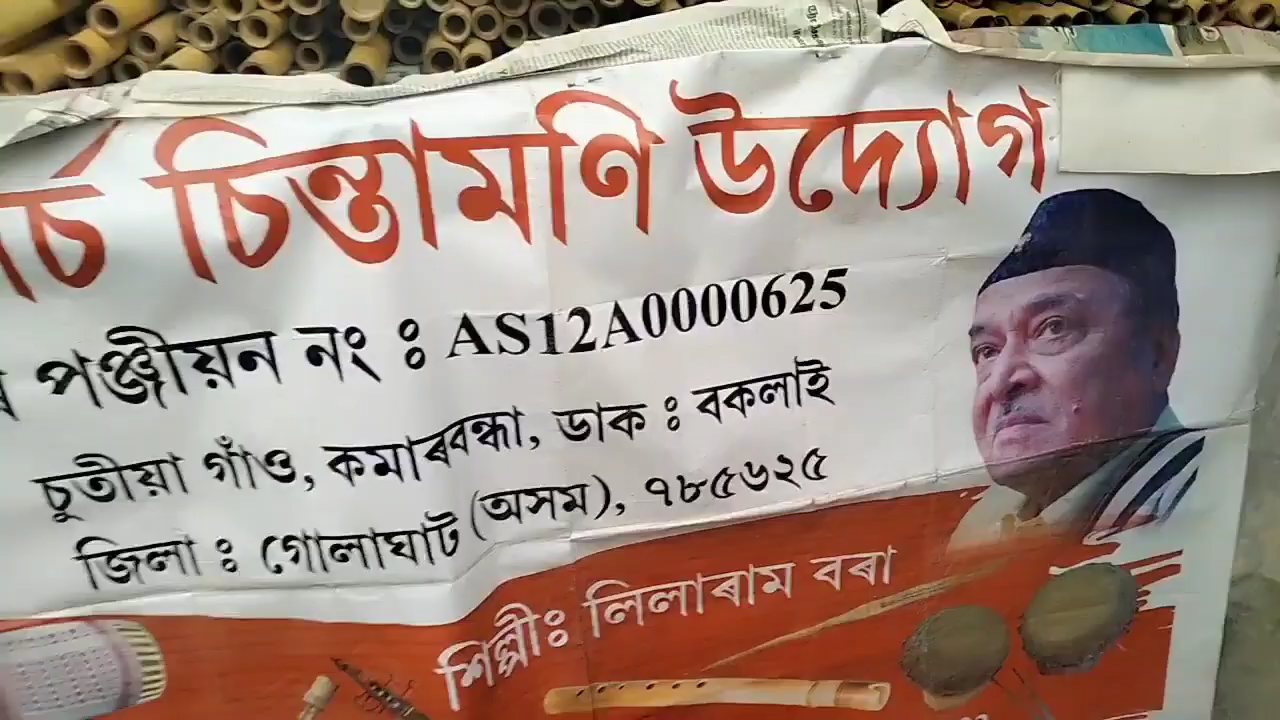 চিন্তামণি উদ্যোগ
পঞ্জীয়ন নং ঃ AS12A0000625
চুতীয়া গাঁও, কমাৰবন্ধা, ডাক ঃ বকলাই
জিলা ঃ গোলাঘাট (অসম), ৭৮৫৬২৫
শিল্পীঃ লিলাৰাম বৰা